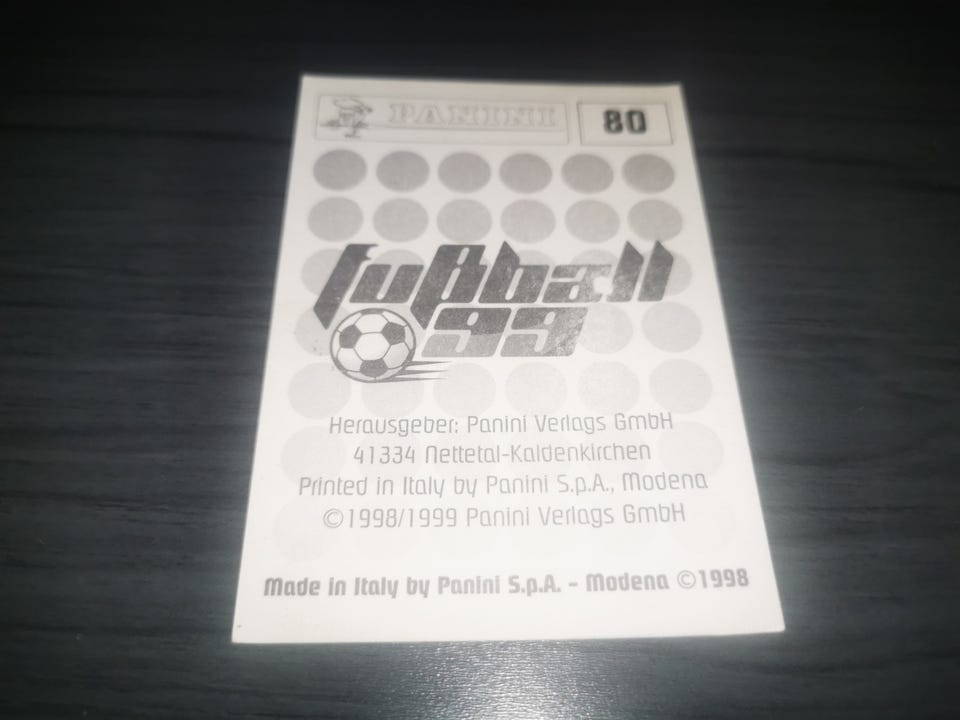 PANINI 80
fußball
99
Herausgeber: Panini Verlags GmbH
41334 Nettetal-Kaldenkirchen
Printed in Italy by Panini S.p.A., Modena
©1998/1999 Panini Verlags GmbH
Made in Italy by Panini S.p.A. - Modena ©1998